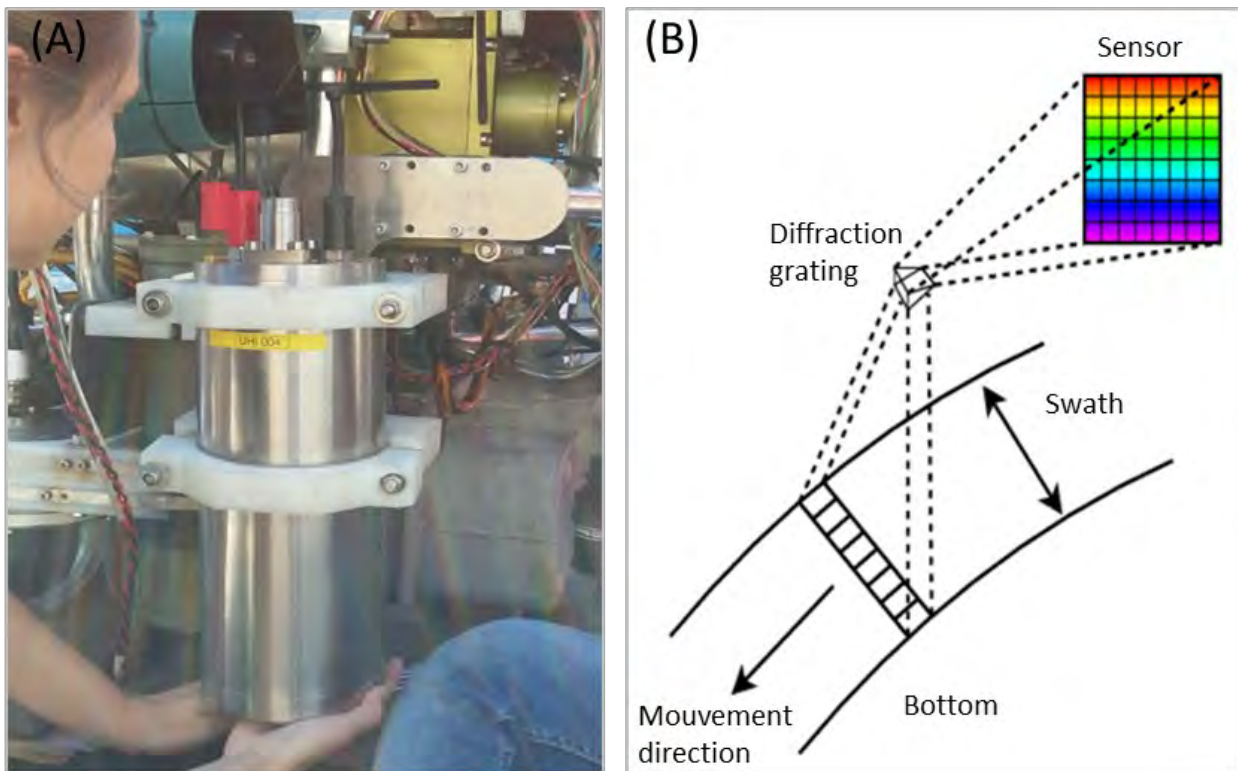 (A)
UHI 004
(B)
Sensor
Diffraction
grating
Swath
Mouvement
direction
Bottom